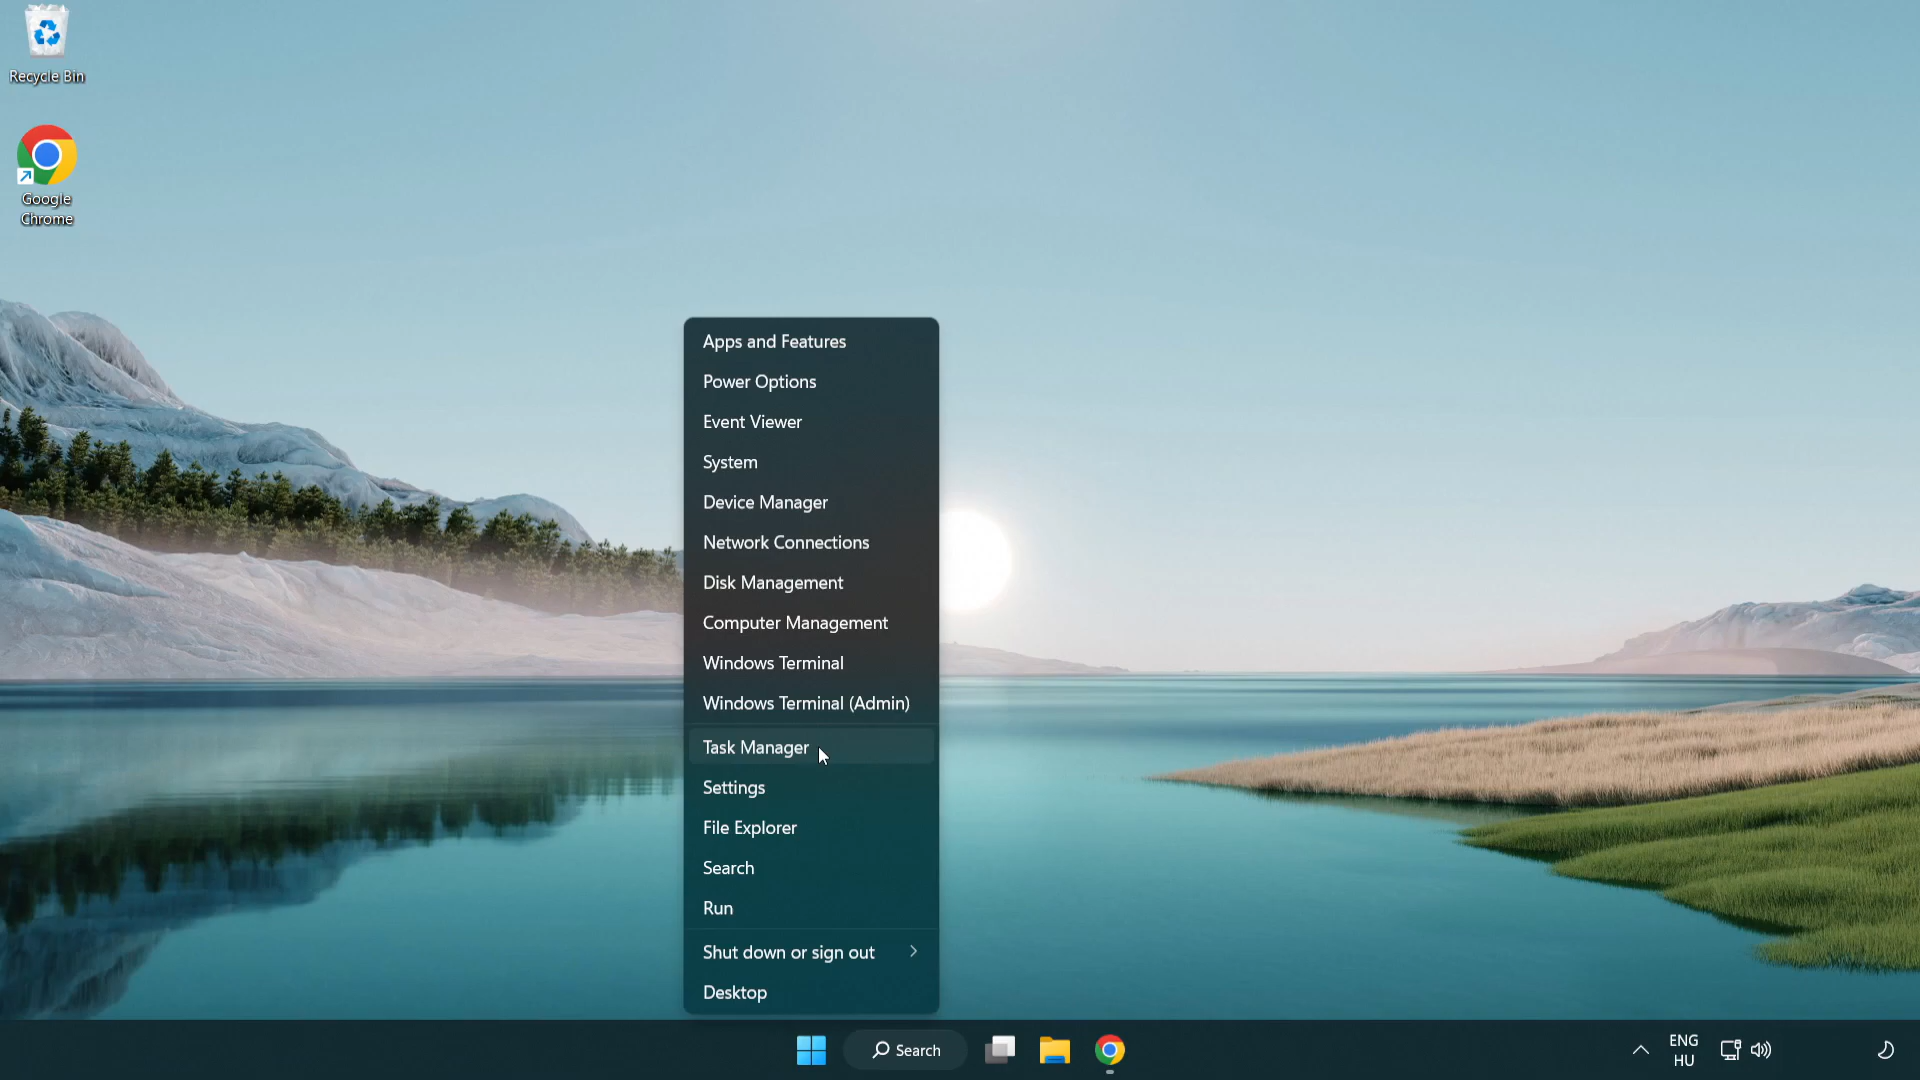 Recycle Bin
Google
Chrome
Apps and Features
Power Options
Event Viewer
System
Device Manager
Network Connections
Disk Management
Computer Management
Windows Terminal
Windows Terminal (Admin)
Task Manager
Settings
File Explorer
Search
Run
Shut down or sign out
Desktop
Search
ENG
HU